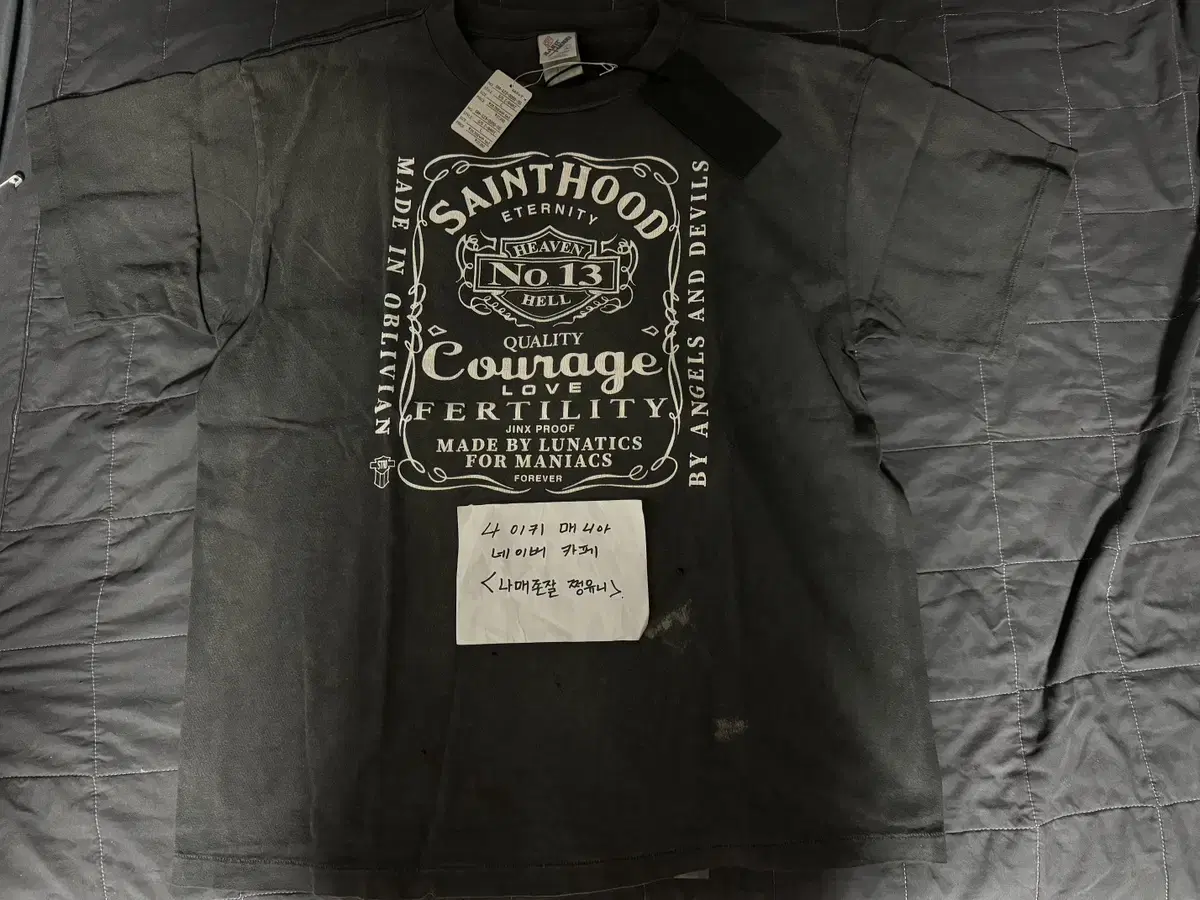 SAINTHOOD
ETERNITY
HEAVEN
No. 13
HELL
QUALITY
Courage
LOVE
FERTILITY
JINX PROOF
MADE BY LUNATICS
FOR MANIACS
FOREVER
MADE IN OBLIVIAN
BY ANGELS AND DEVILS
나이키 매니아
네이버 카페
<나매존잘 쩡유니>